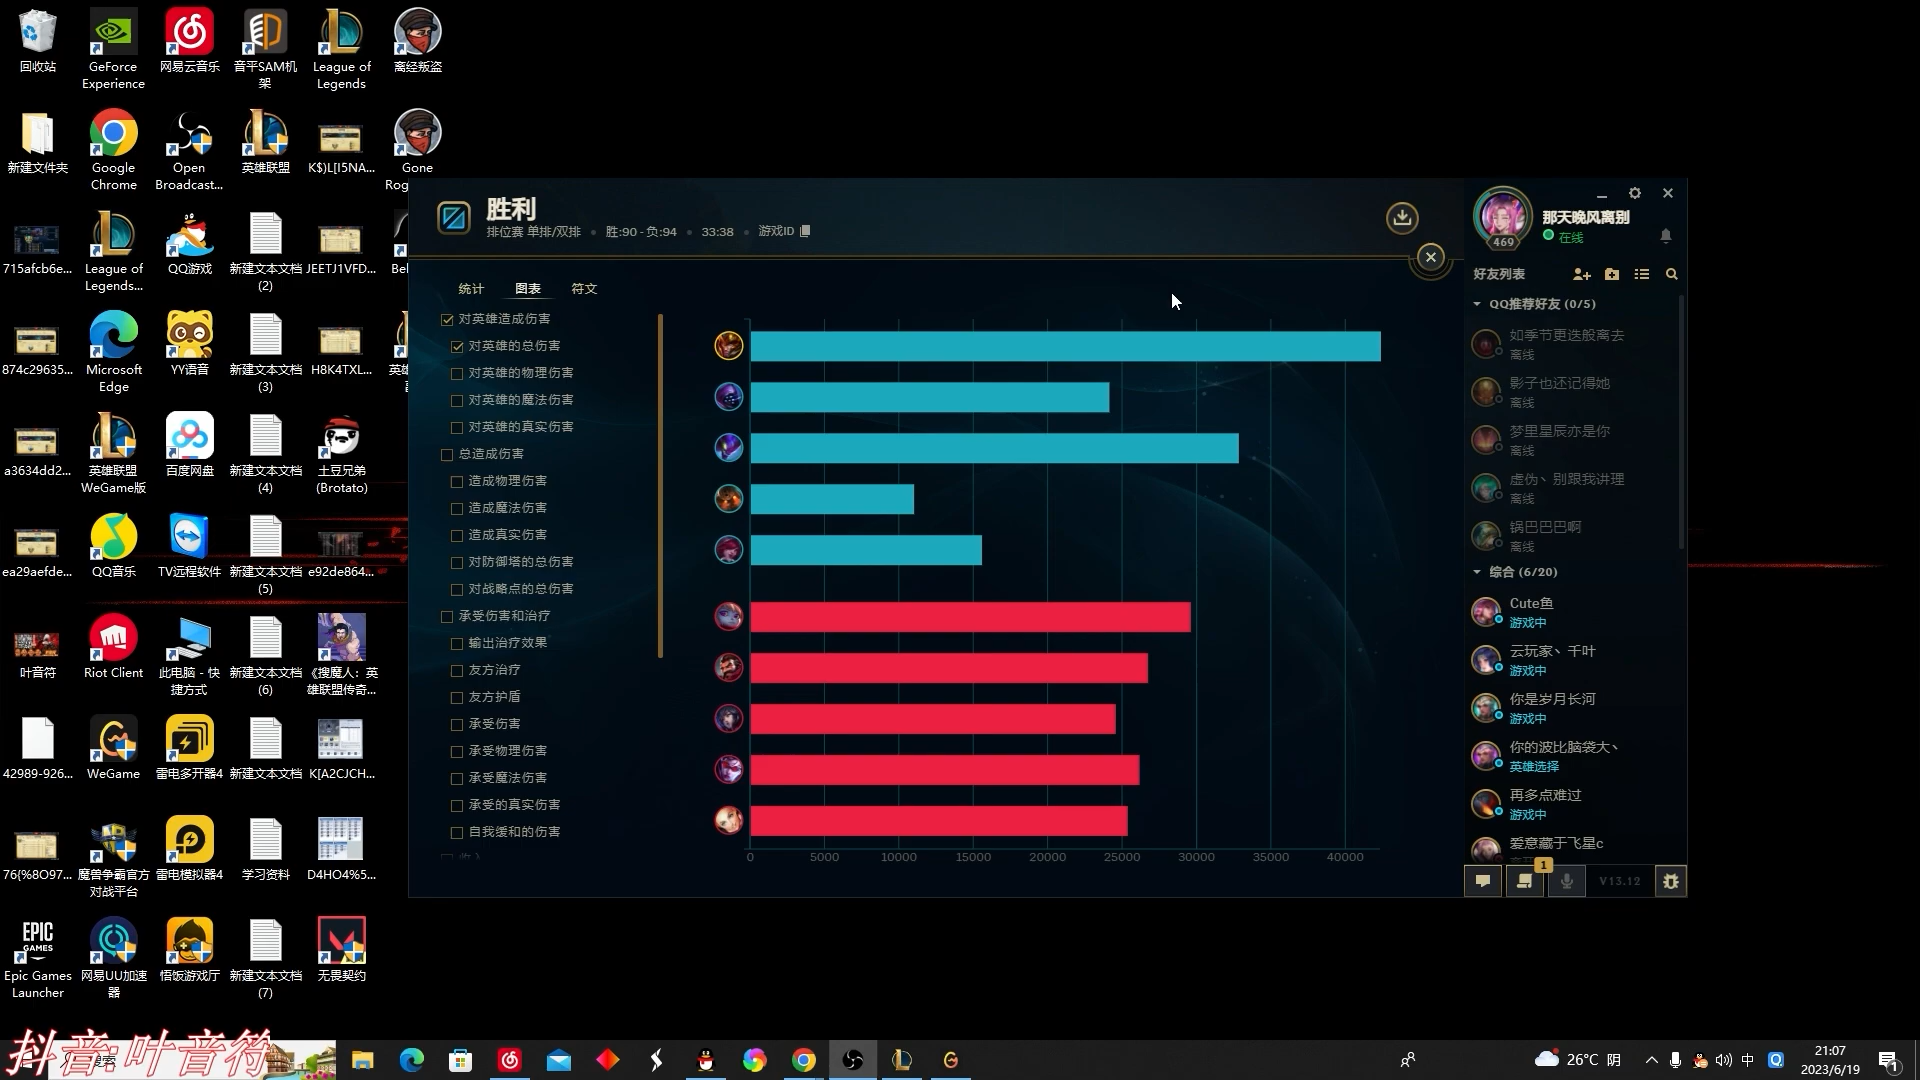 回收站
GeForce
Experience
网易云音乐
音平SAM机
架
League of
Legends
离经叛盗
新建文件夹
Google
Chrome
Open
Broadcast...
英雄联盟
K$)L[I5NA...
Gone
Rog
715afcb6e...
League of
Legends...
QQ游戏
新建文本文档
(2)
JEETJ1VFD...
Bel
874c29635...
Microsoft
Edge
YY语音
新建文本文档
(3)
H8K4TXL...
英雄
a3634dd2...
英雄联盟
WeGame版
百度网盘
新建文本文档
(4)
土豆兄弟
(Brotato)
ea29aefde...
QQ音乐
TV远程软件
新建文本文档
(5)
e92de864...
叶音符
Riot Client
此电脑 - 快
捷方式
新建文本文档
(6)
《搜魔人：英
雄联盟传奇...
42989-926...
WeGame
雷电多开器4
新建文本文档
K[A2CJCH...
76(%8O97...
魔兽争霸官方
对战平台
雷电模拟器4
学习资料
D4HO4%5...
EPIC
GAMES
Epic Games
Launcher
网易UU加速
器
悟饭游戏厅
新建文本文档
(7)
无畏契约
胜利
排位赛 单排/双排 • 胜:90 - 负:94 • 33:38 • 游戏ID
统计 图表 符文
对英雄造成伤害
对英雄的总伤害
对英雄的物理伤害
对英雄的魔法伤害
对英雄的真实伤害
总造成伤害
造成物理伤害
造成魔法伤害
造成真实伤害
对防御塔的总伤害
对战略点的总伤害
承受伤害和治疗
输出治疗效果
友方治疗
友方护盾
承受伤害
承受物理伤害
承受魔法伤害
承受的真实伤害
自我缓和的伤害
0 5000 10000 15000 20000 25000 30000 35000 40000
469
那天晚风离别
在线
好友列表
QQ推荐好友 (0/5)
如季节更迭般离去
离线
影子也还记得她
离线
梦里星辰亦是你
离线
虚伪丶别跟我讲理
离线
锅巴巴巴啊
离线
综合 (6/20)
Cute鱼
游戏中
云玩家丶千叶
游戏中
你是岁月长河
游戏中
你的波比脑袋大丶
英雄选择
再多点难过
游戏中
爱意藏于飞星c
1
V13.12
抖音:叶音符
搜索
26°C 阴
中
21:07
2023/6/19
1